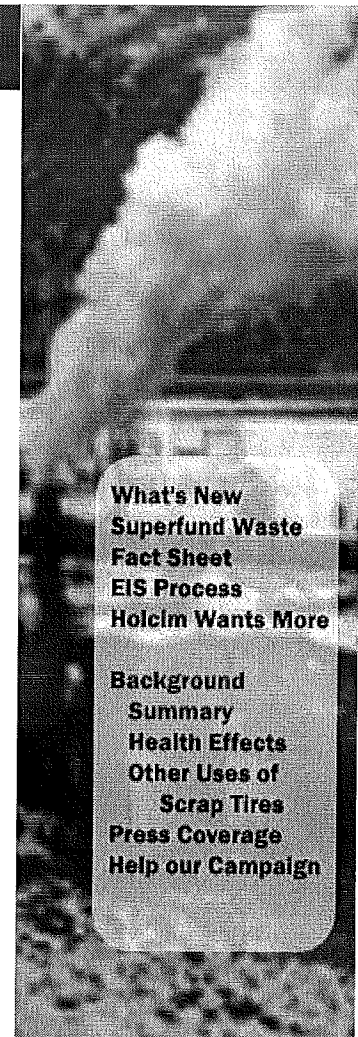 What's New
Superfund Waste
Fact Sheet
EIS Process
Holcim Wants More
Background
Summary
Health Effects
Other Uses of
Scrap Tires
Press Coverage
Help our Campaign